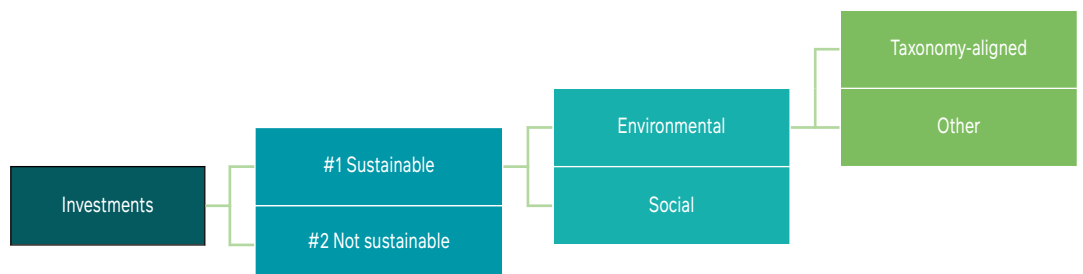 Investments
#1 Sustainable
#2 Not sustainable
Environmental
Social
Taxonomy-aligned
Other